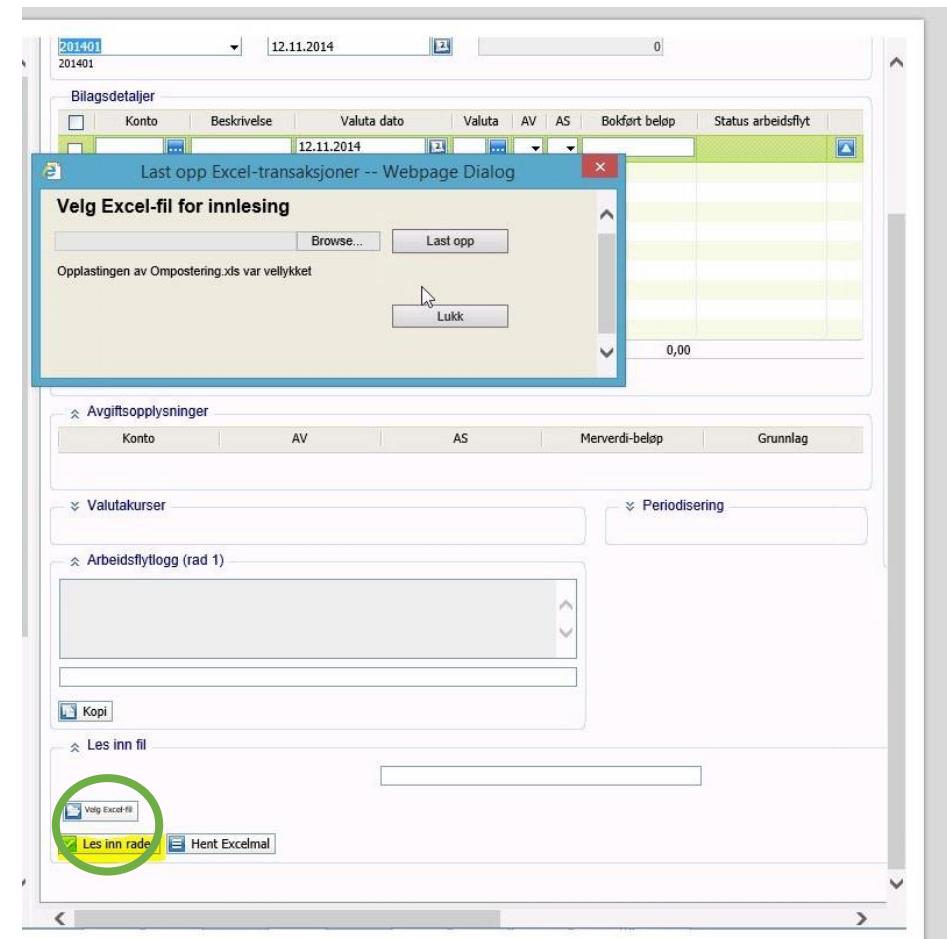 201401 12.11.2014 0
201401
Bilagsdetaljer
Konto Beskrivelse Valuta dato Valuta AV AS Bokført beløp Status arbeidsflyt
12.11.2014
Last opp Excel-transaksjoner -- Webpage Dialog
Velg Excel-fil for innlesing
Browse... Last opp
Opplastingen av Ompostering.xls var vellykket
Lukk
0,00
Avgiftsopplysninger
Konto AV AS Merverdi-beløp Grunnlag
Valutakurser Periodisering
Arbeidsflytlogg (rad 1)
Kopi
Les inn fil
Velg Excel-fil
Les inn rader Hent Excelmal